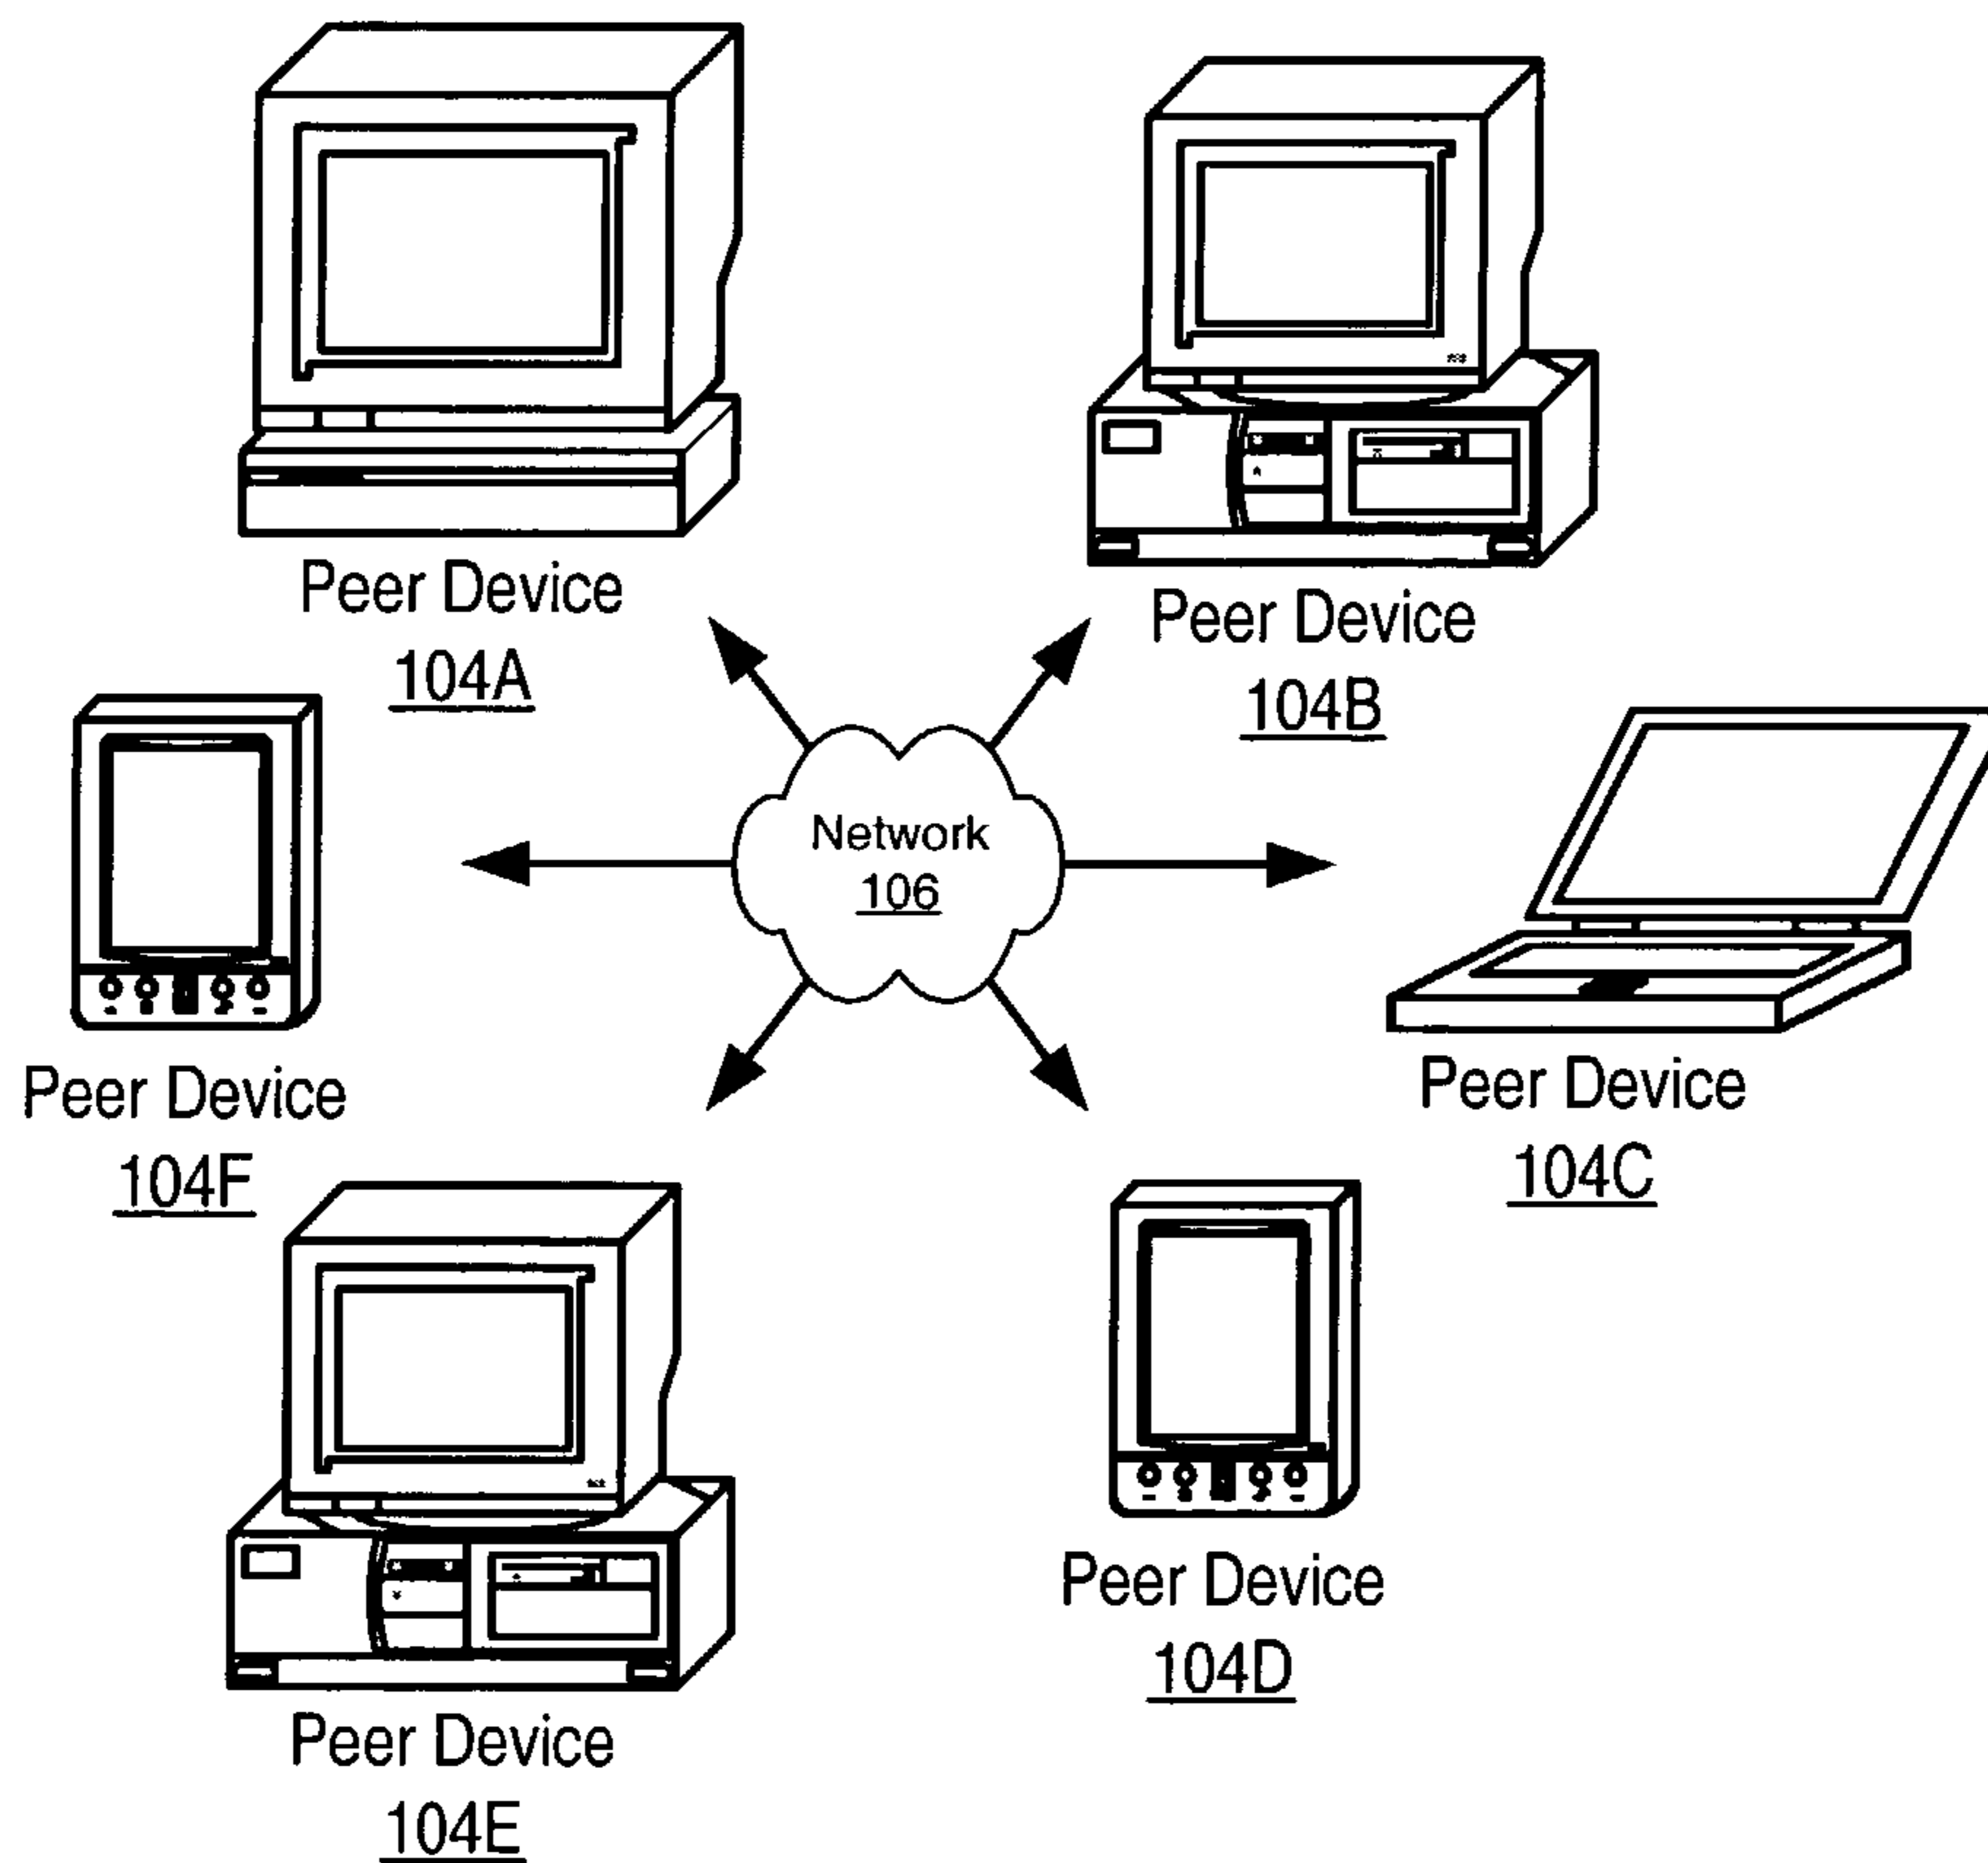 Peer Device
104A
Peer Device
104B
Network
106
Peer Device
104F
Peer Device
104C
Peer Device
104D
Peer Device
104E